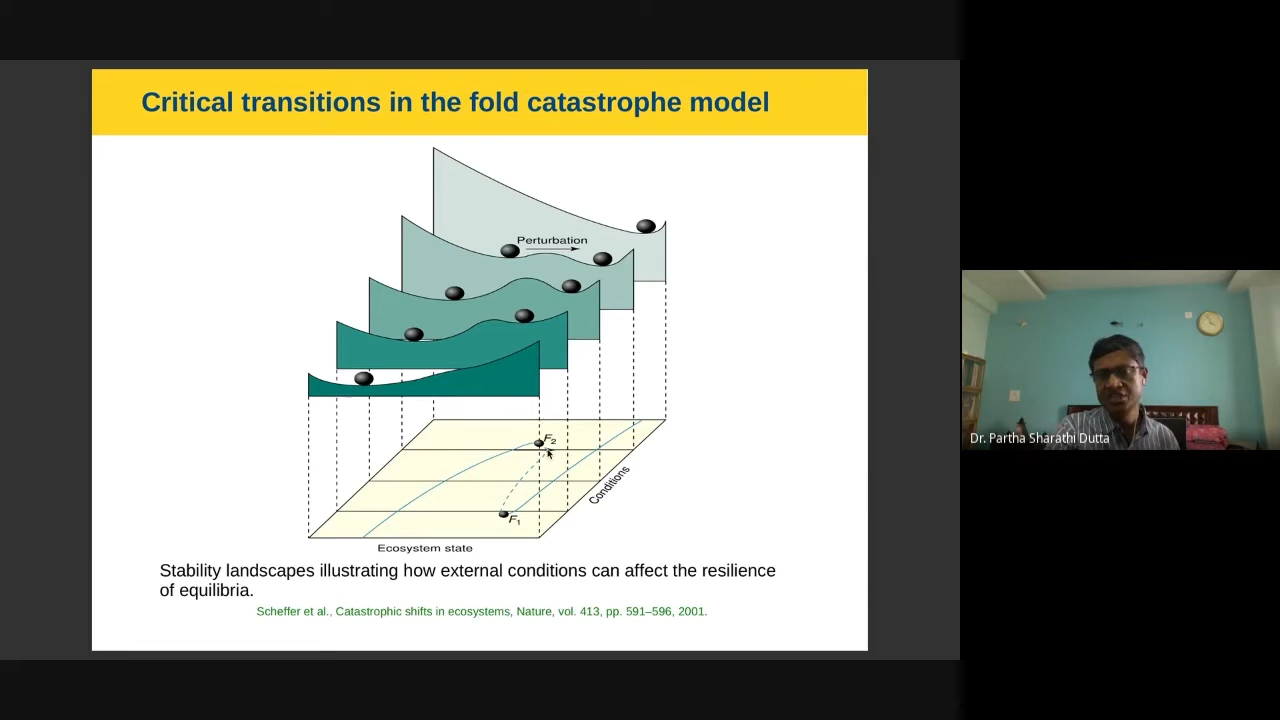 Critical transitions in the fold catastrophe model
Perturbation
F2
Conditions
F1
Ecosystem state
Stability landscapes illustrating how external conditions can affect the resilience
of equilibria.
Scheffer et al., Catastrophic shifts in ecosystems, Nature, vol. 413, pp. 591–596, 2001.
Dr. Partha Sharathi Dutta